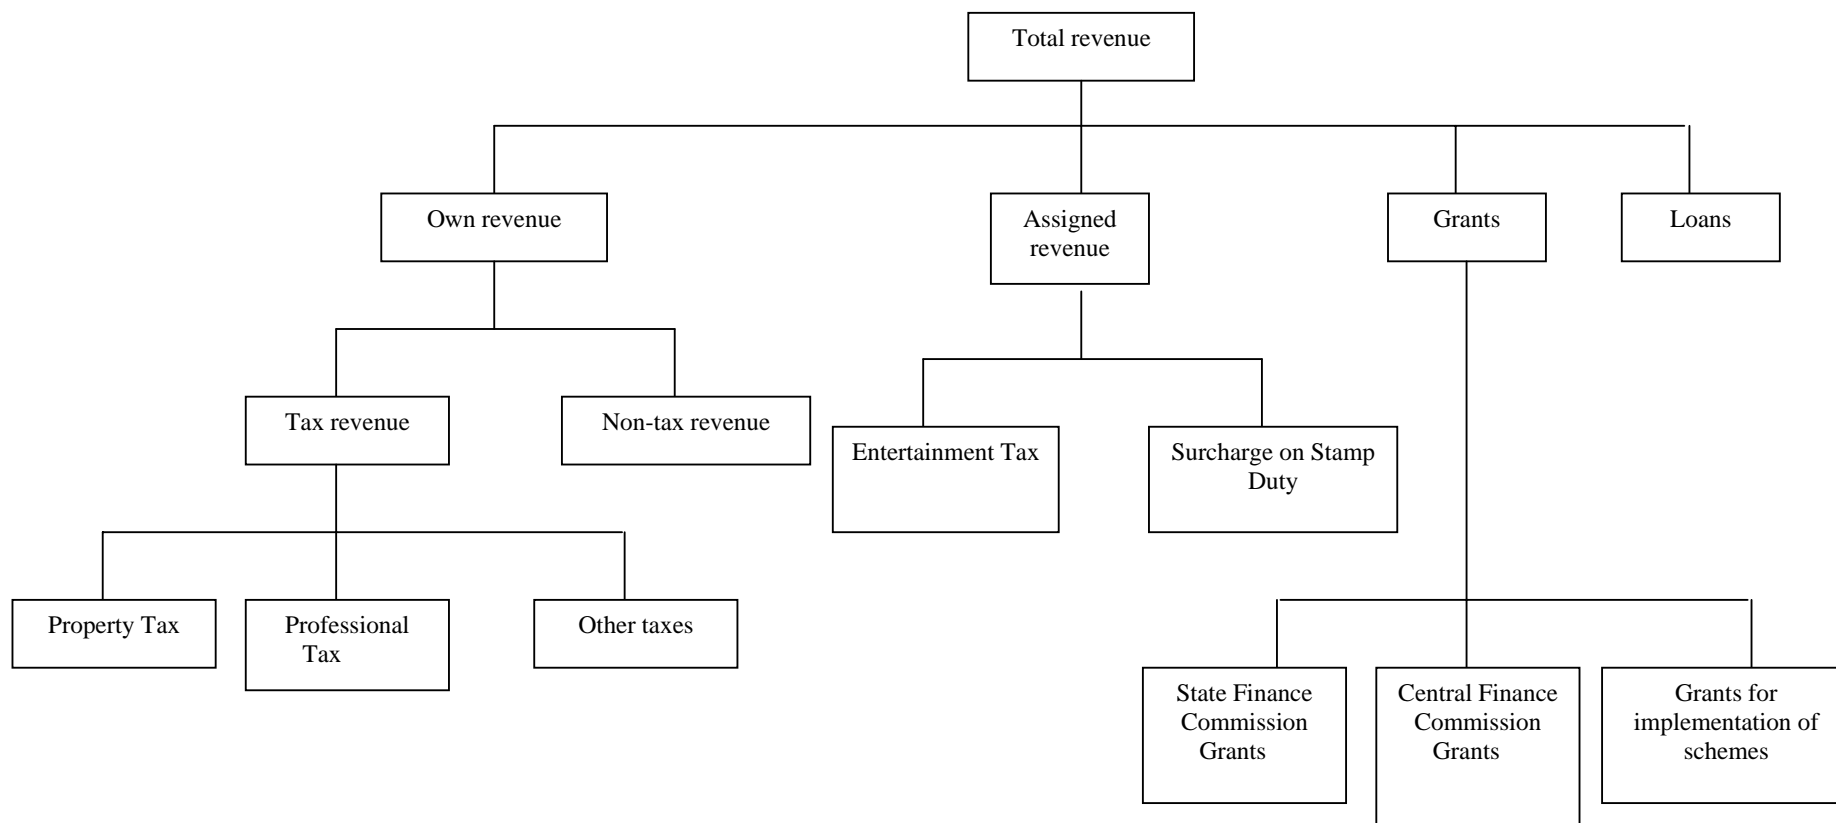 Total revenue
Own revenue
Assigned
revenue
Grants
Loans
Tax revenue
Non-tax revenue
Entertainment Tax
Surcharge on Stamp
Duty
Property Tax
Professional
Tax
Other taxes
State Finance
Commission
Grants
Central Finance
Commission
Grants
Grants for
implementation of
schemes